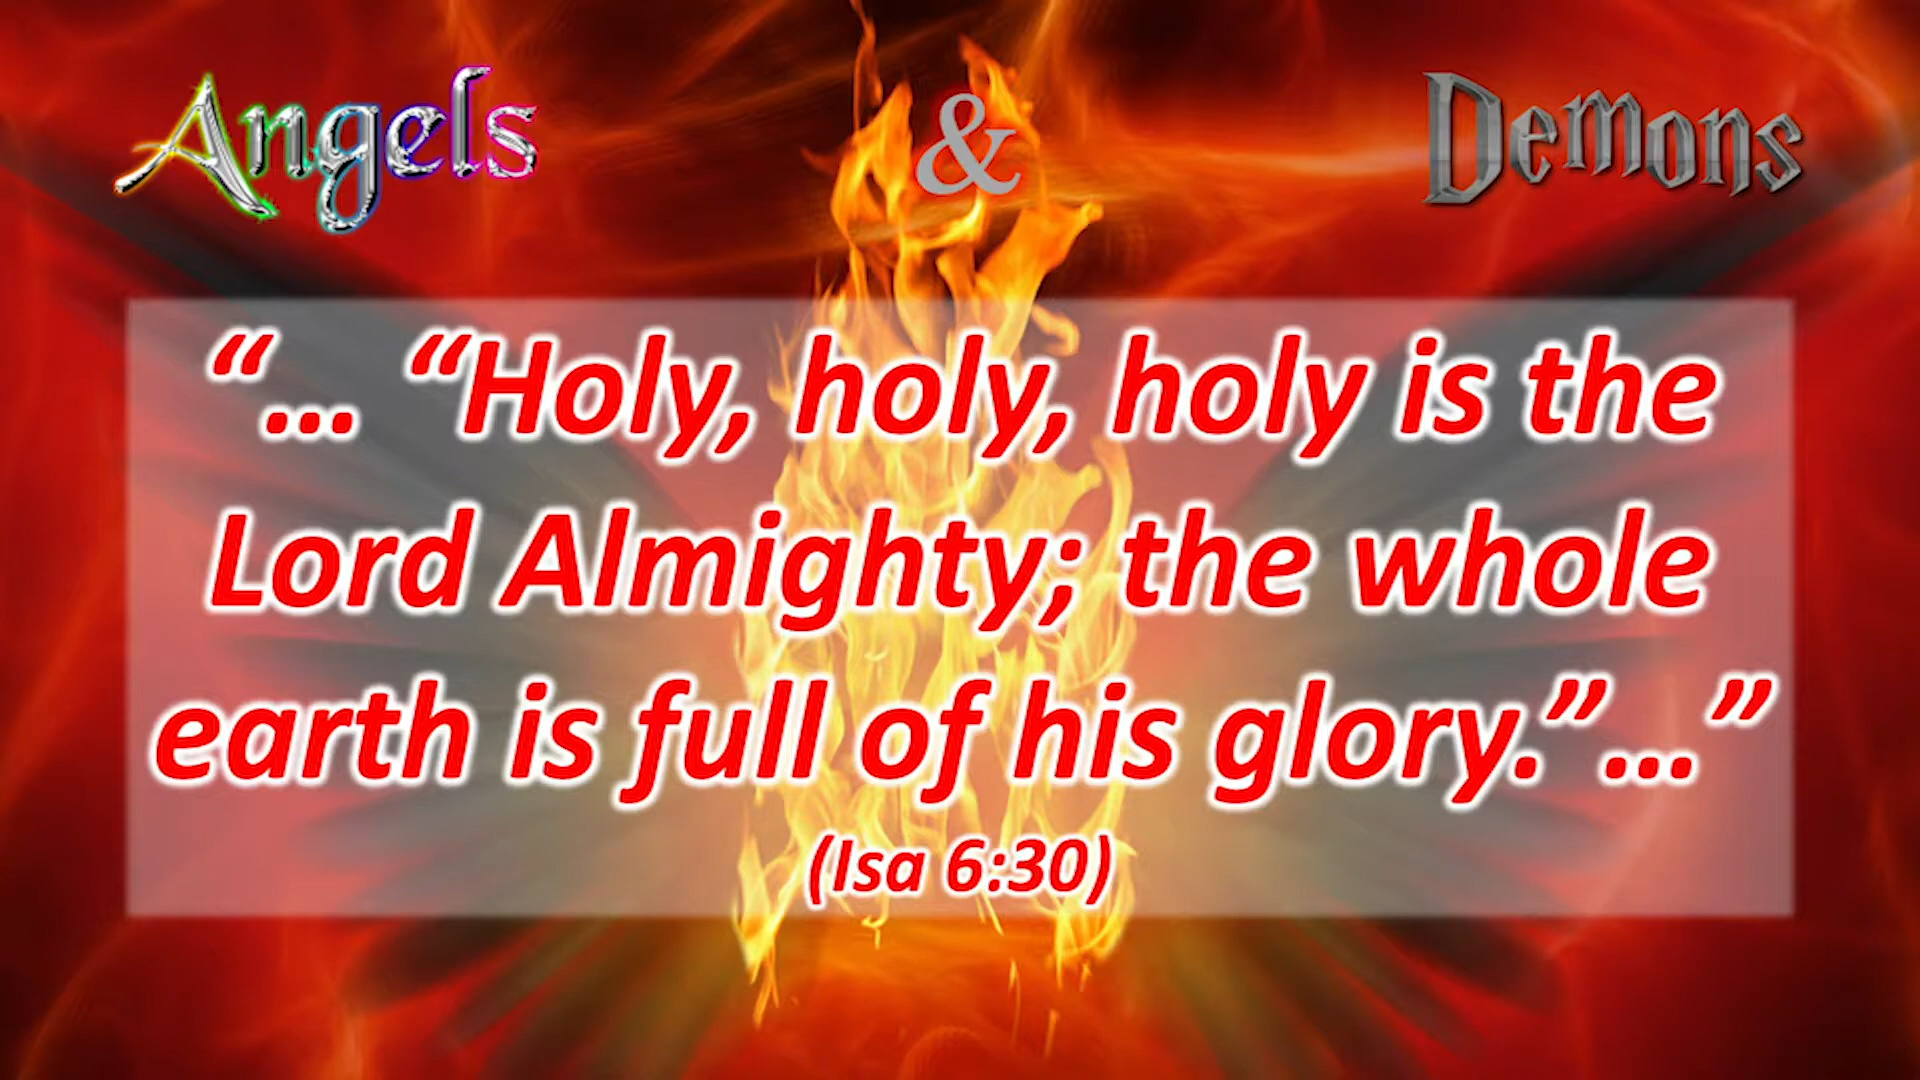 Angels & Demons
“… “Holy, holy, holy is the
Lord Almighty; the whole
earth is full of his glory.”…”
(Isa 6:30)